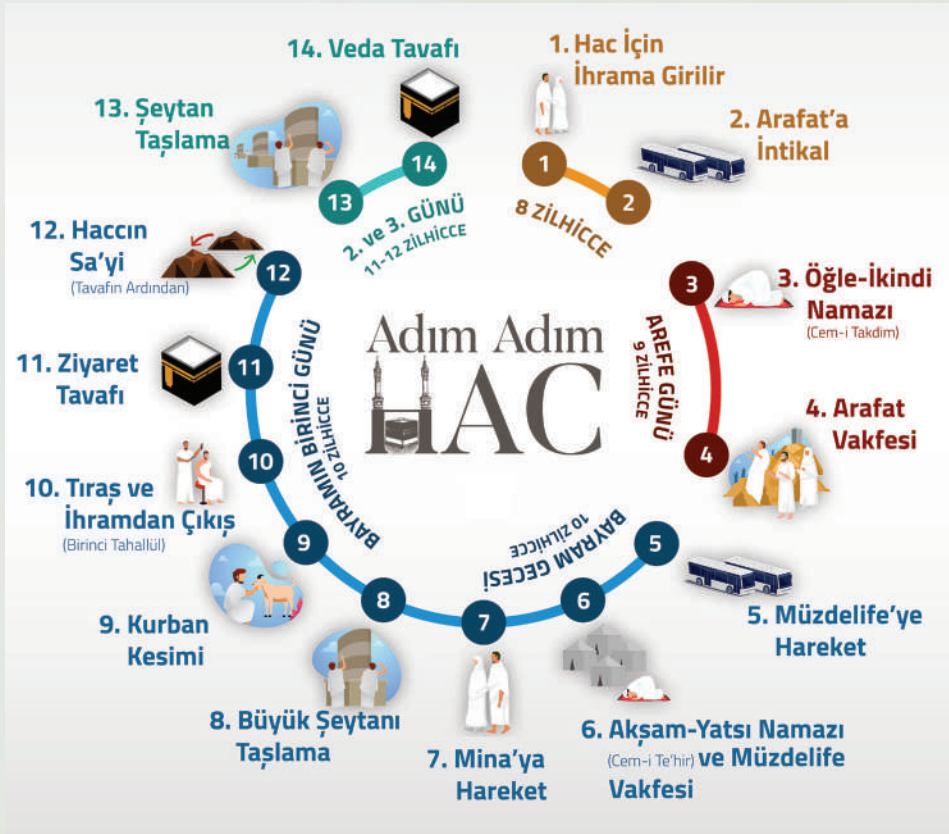 Adım Adım
HAC
1. Hac İçin
İhrama Girilir
2. Arafat'a
İntikal
1
2
8 ZİLHİCCE
3. Öğle-İkindi
Namazı
(Cem-i Takdim)
4. Arafat
Vakfesi
3
4
AREFE GÜNÜ
9 ZİLHİCCE
5. Müzdelife'ye
Hareket
6. Akşam-Yatsı Namazı
(Cem-i Te'hir) ve Müzdelife
Vakfesi
5
6
BAYRAM GECESİ
10 ZİLHİCCE
7. Mina'ya
Hareket
8. Büyük Şeytanı
Taşlama
9. Kurban
Kesimi
10. Tıraş ve
İhramdan Çıkış
(Birinci Tahallül)
11. Ziyaret
Tavafı
12. Haccın
Sa'yi
(Tavafın Ardından)
7
8
9
10
11
12
BAYRAMIN BİRİNCİ GÜNÜ
10 ZİLHİCCE
13. Şeytan
Taşlama
14. Veda Tavafı
13
14
2. ve 3. GÜNÜ
11-12 ZİLHİCCE